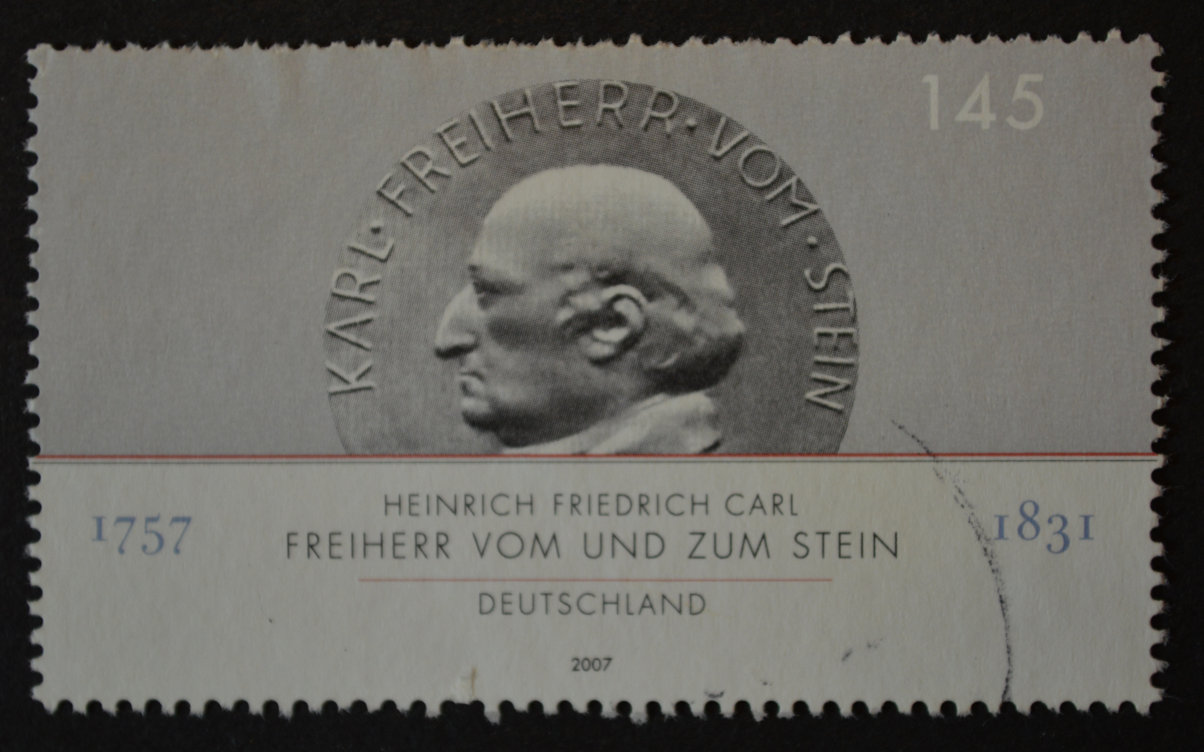 145
KARL · FREIHERR · VOM · STEIN
HEINRICH FRIEDRICH CARL
1757 FREIHERR VOM UND ZUM STEIN 1831
DEUTSCHLAND
2007